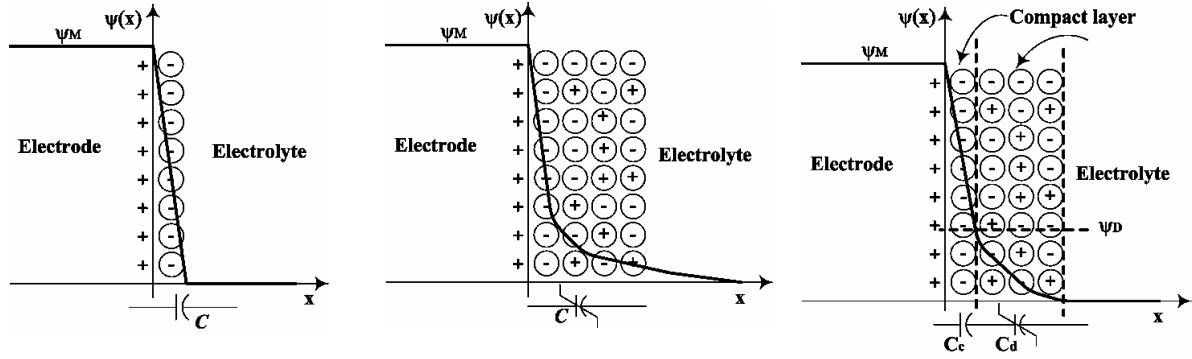 ψ(x)
ψM
Electrode
Electrolyte
x
C
ψ(x)
ψM
Electrode
Electrolyte
x
C
ψ(x)
Compact layer
ψM
Electrode
Electrolyte
ψD
x
Cc
Cd